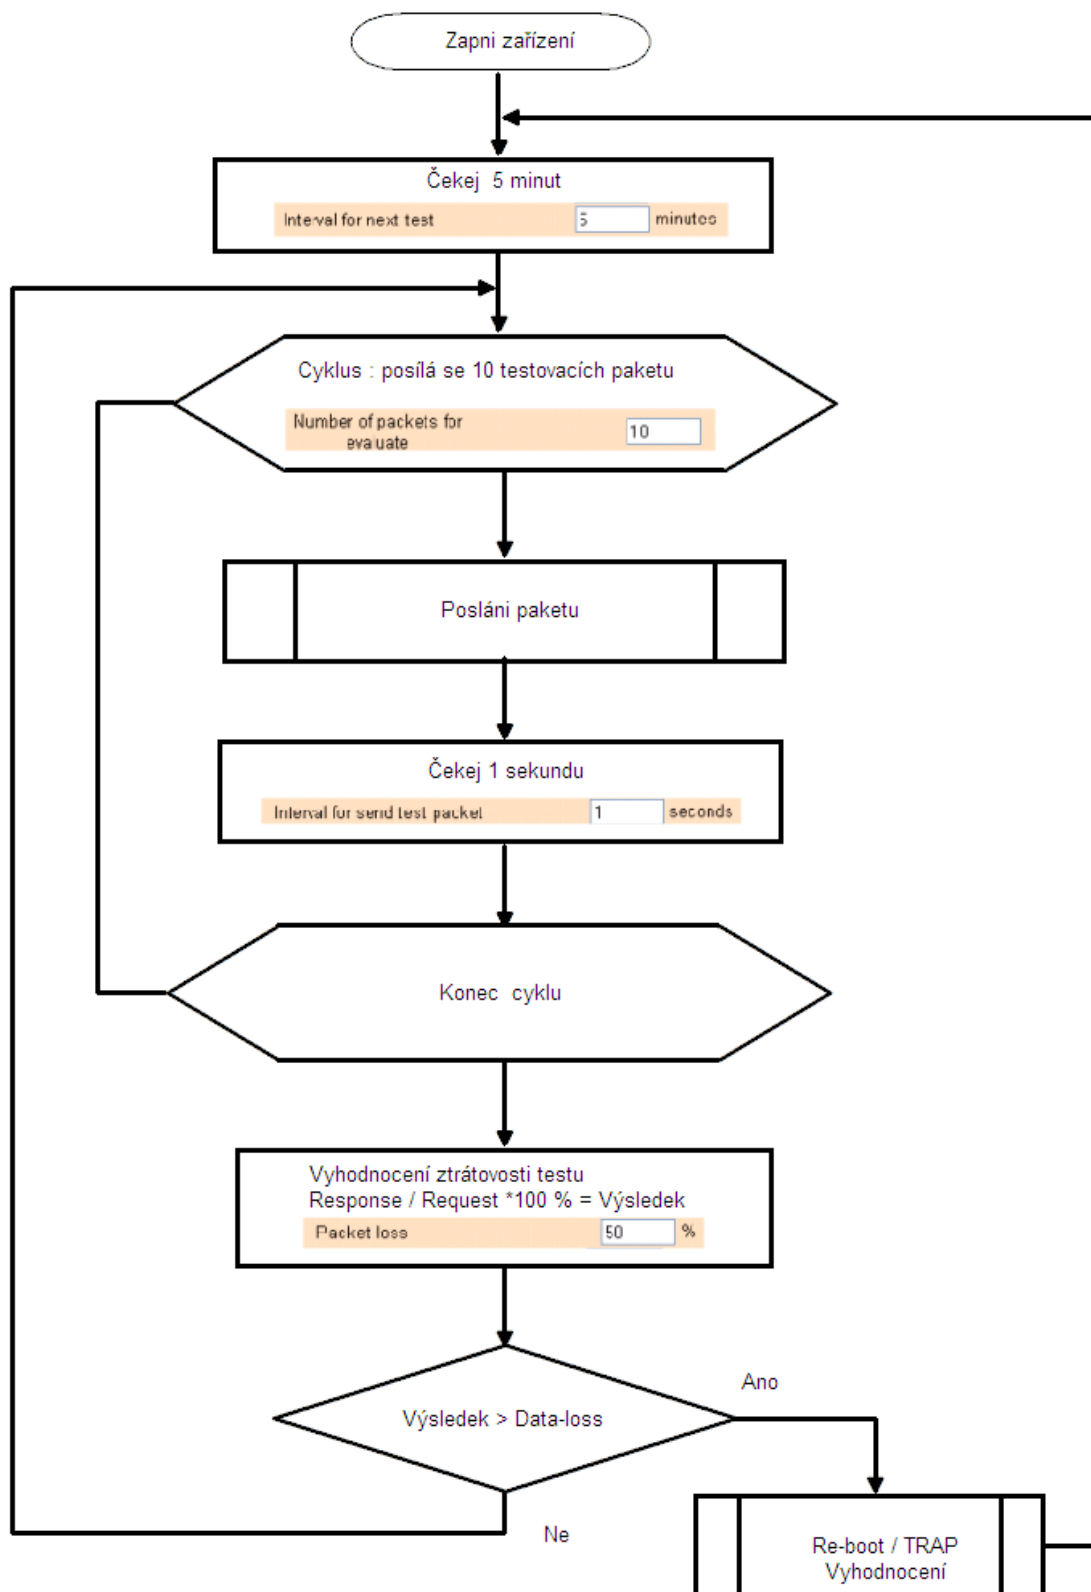 Zapni zařízení
Čekej 5 minut
Interval for next test 5 minutes
Cyklus : posílá se 10 testovacích paketu
Number of packets for
evaluate
10
Posláni paketu
Čekej 1 sekundu
Interval for send test packet 1 seconds
Konec cyklu
Vyhodnocení ztrátovosti testu
Response / Request *100 % = Výsledek
Packet loss 50 %
Ano
Výsledek > Data-loss
Ne
Re-boot / TRAP
Vyhodnocení